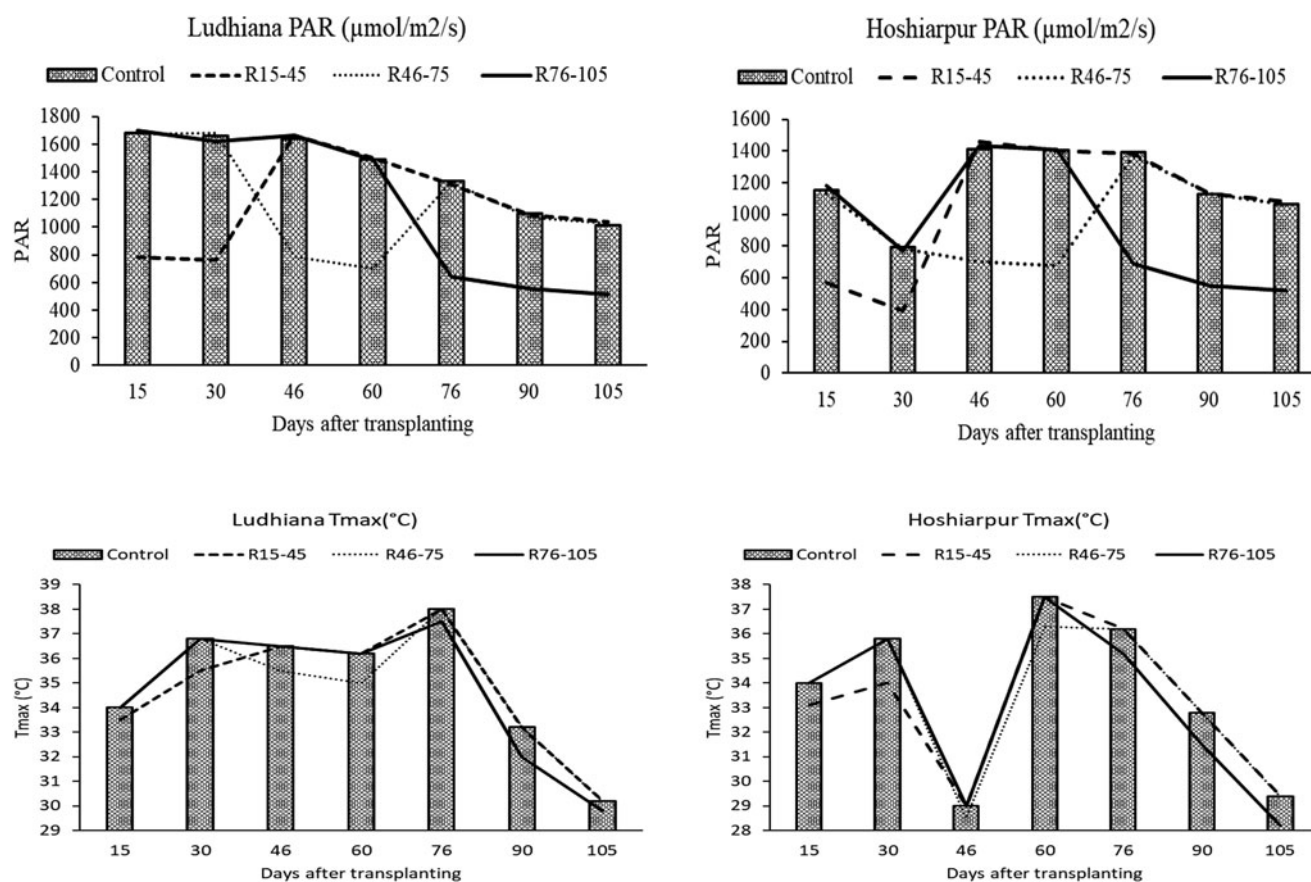 Ludhiana PAR (µmol/m2/s)
Control R15-45 R46-75 R76-105
1800
1600
1400
1200
1000
800
600
400
200
0
PAR
15 30 46 60 76 90 105
Days after transplanting
Hoshiarpur PAR (µmol/m2/s)
Control R15-45 R46-75 R76-105
1600
1400
1200
1000
800
600
400
200
0
PAR
15 30 46 60 76 90 105
Days after transplanting
Ludhiana Tmax(°C)
Control R15-45 R46-75 R76-105
39
38
37
36
35
34
33
32
31
30
29
Tmax (°C)
15 30 46 60 76 90 105
Days after transplanting
Hoshiarpur Tmax(°C)
Control R15-45 R46-75 R76-105
38
37
36
35
34
33
32
31
30
29
28
Tmax (°C)
15 30 46 60 76 90 105
Days after transplanting